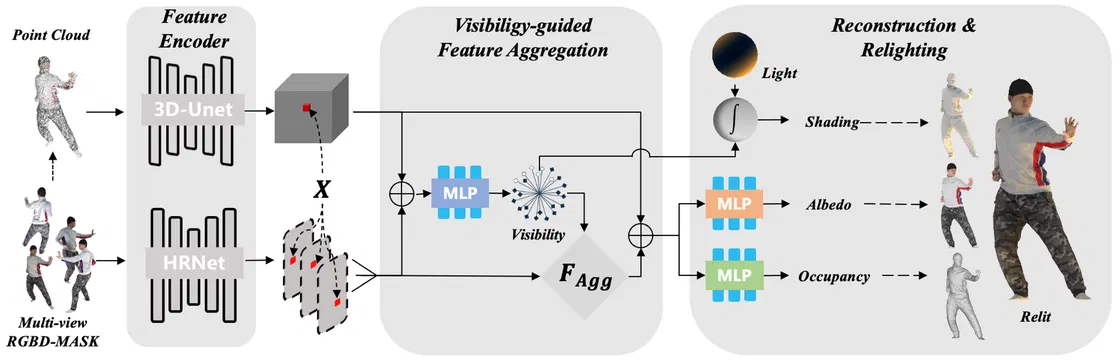 Point Cloud
Multi-view
RGBD-MASK
Feature
Encoder
3D-Unet
HRNet
X
Visibiligy-guided
Feature Aggregation
MLP
Visibility
F Agg
Reconstruction &
Relighting
Light
∫
Shading
MLP
Albedo
MLP
Occupancy
Relit